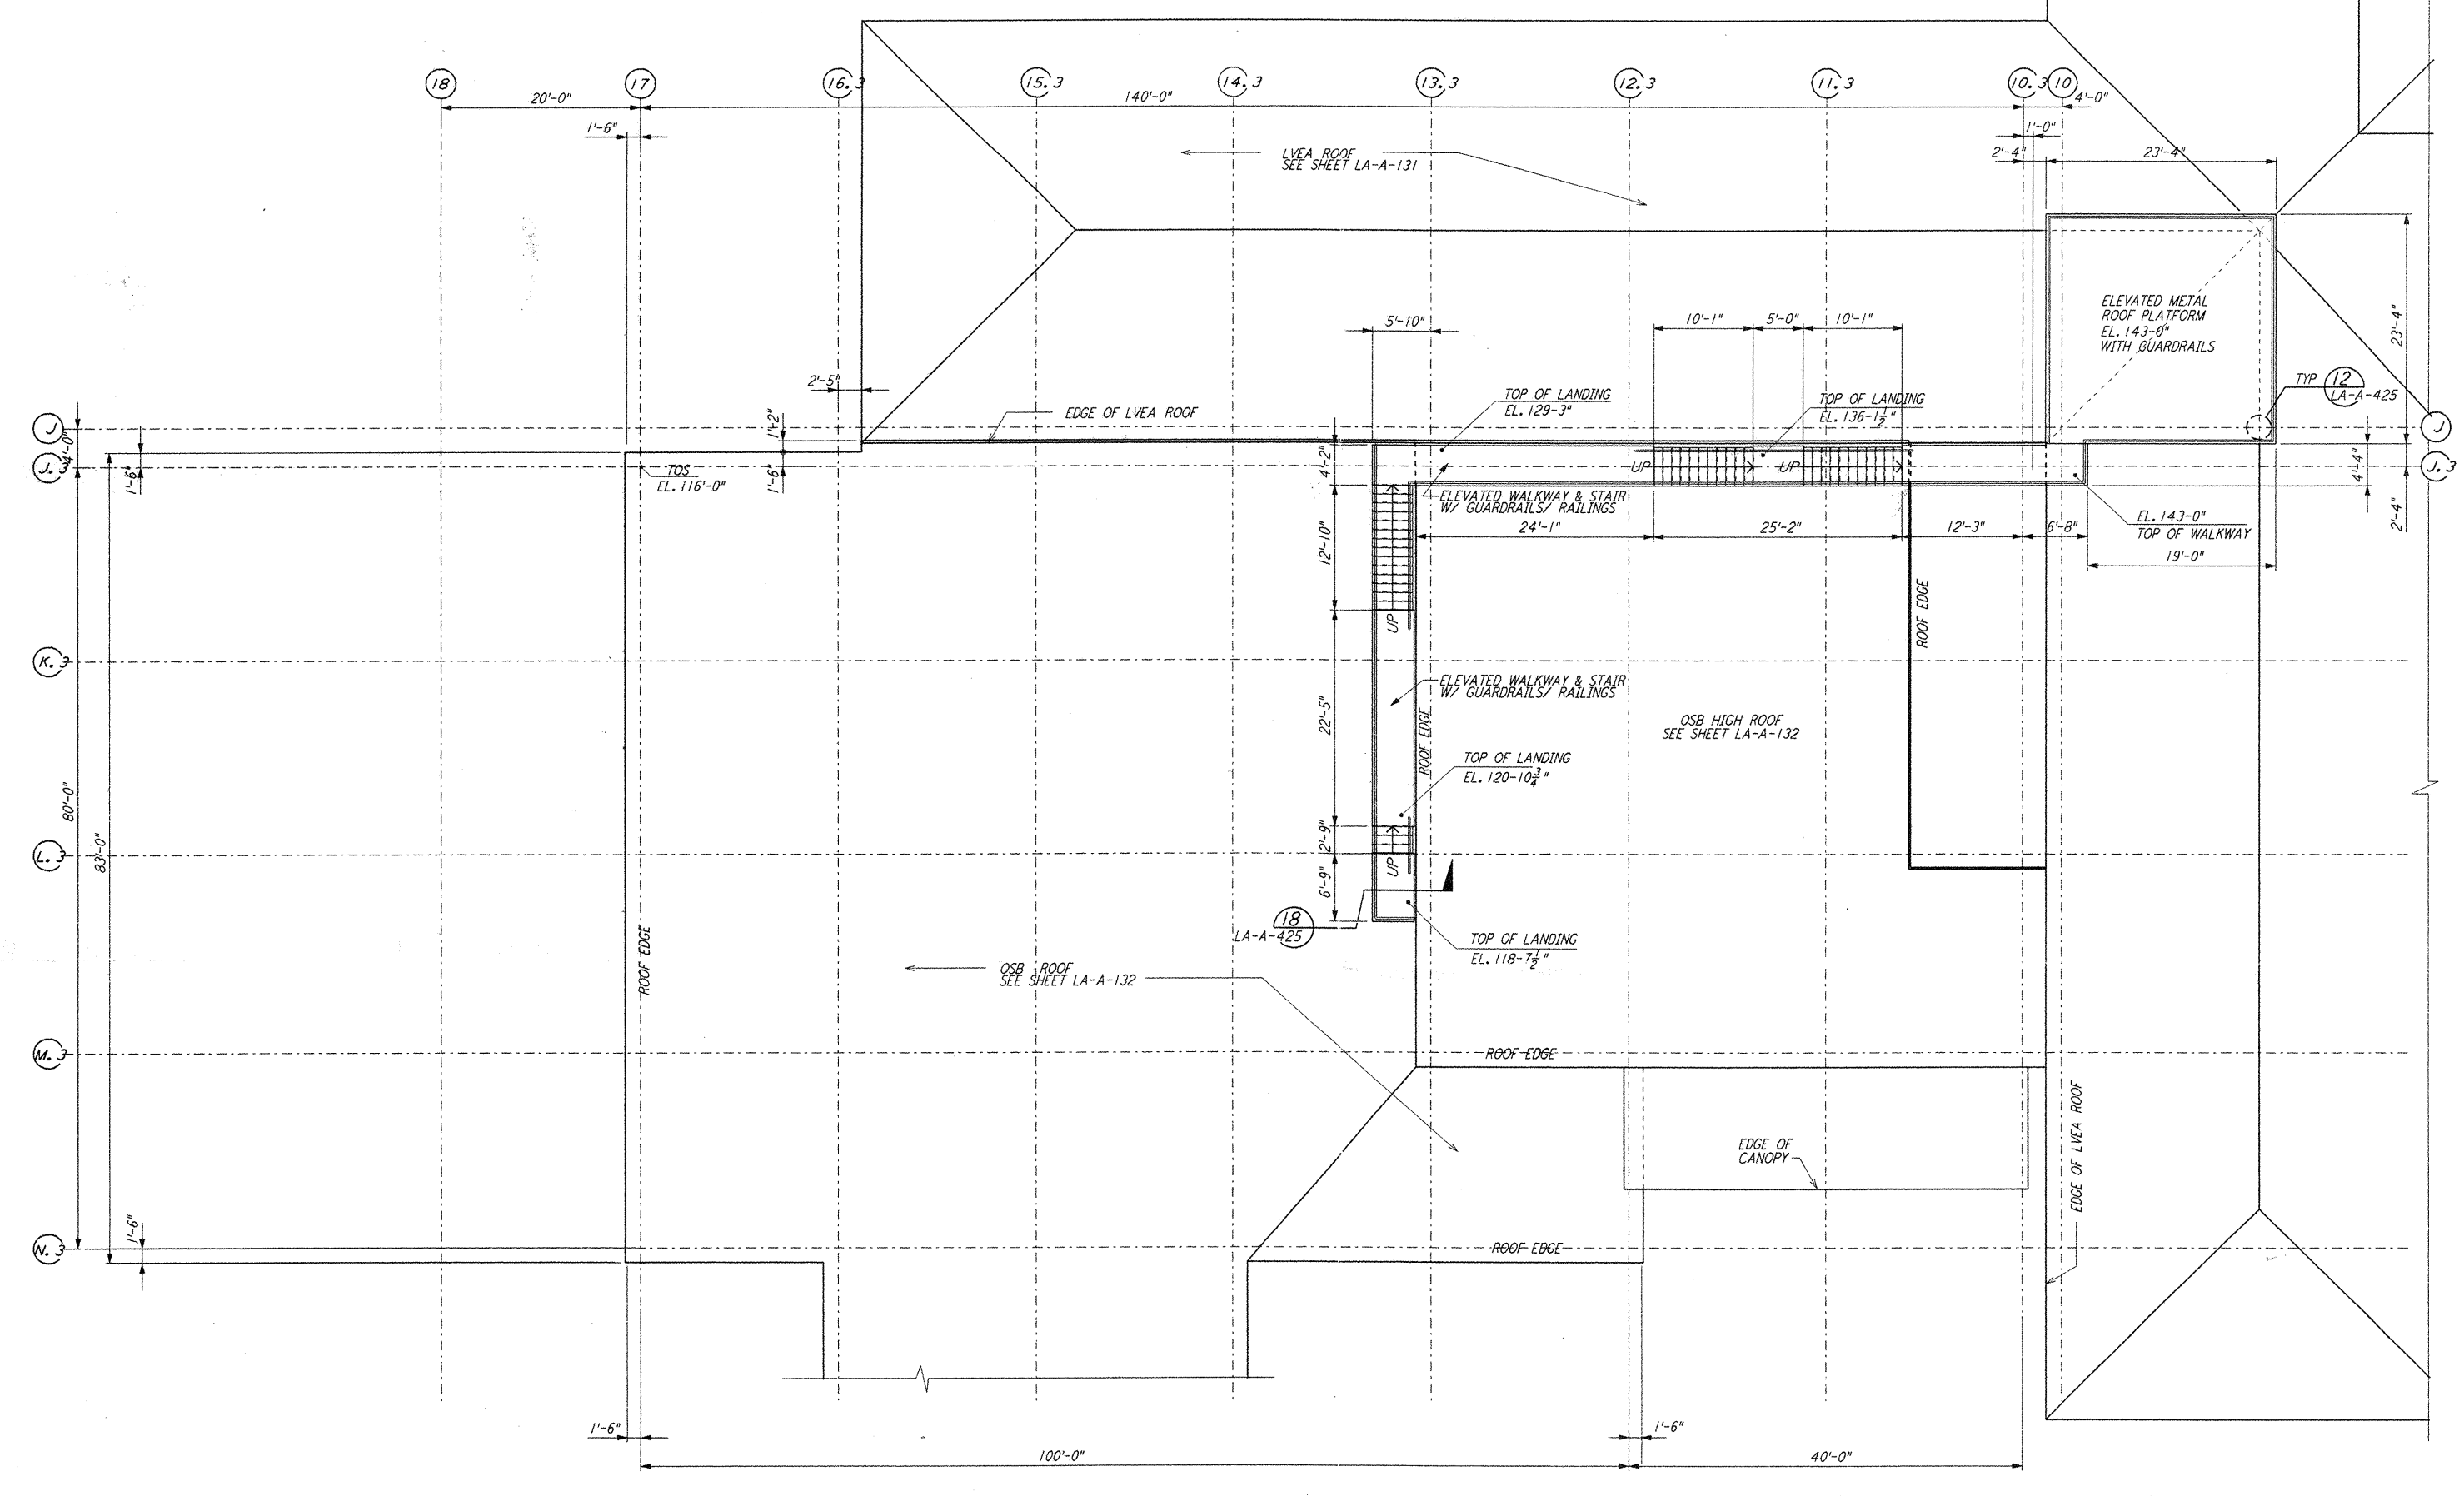 18
17
16.3
15.3
14.3
13.3
12.3
11.3
10.3
10
20'-0"
140'-0"
4'-0"
1'-6"
1'-0"
2'-4"
23'-4"
LVEA ROOF
SEE SHEET LA-A-131
ELEVATED METAL
ROOF PLATFORM
EL. 143-0"
WITH GUARDRAILS
23'-4"
5'-10"
10'-1"
5'-0"
10'-1"
2'-5"
TYP
12
LA-A-425
TOP OF LANDING
EL. 129-3"
TOP OF LANDING
EL. 136-1 1/2"
EDGE OF LVEA ROOF
1'-2"
J
J
4'-0"
J.3
J.3
1'-6"
TOS
EL. 116'-0"
1'-6"
4'-2"
UP
UP
4'-4"
2'-4"
ELEVATED WALKWAY & STAIR
W/ GUARDRAILS/ RAILINGS
24'-1"
25'-2"
12'-3"
6'-8"
EL. 143-0"
TOP OF WALKWAY
19'-0"
12'-10"
UP
ROOF EDGE
K.3
ELEVATED WALKWAY & STAIR
W/ GUARDRAILS/ RAILINGS
22'-5"
ROOF EDGE
OSB HIGH ROOF
SEE SHEET LA-A-132
TOP OF LANDING
EL. 120-10 3/4"
80'-0"
83'-0"
L.3
2'-9"
UP
6'-9"
18
LA-A-425
TOP OF LANDING
EL. 118-7 1/2"
ROOF EDGE
OSB ROOF
SEE SHEET LA-A-132
M.3
ROOF EDGE
EDGE OF
CANOPY
EDGE OF LVEA ROOF
1'-6"
N.3
ROOF EDGE
1'-6"
1'-6"
100'-0"
40'-0"